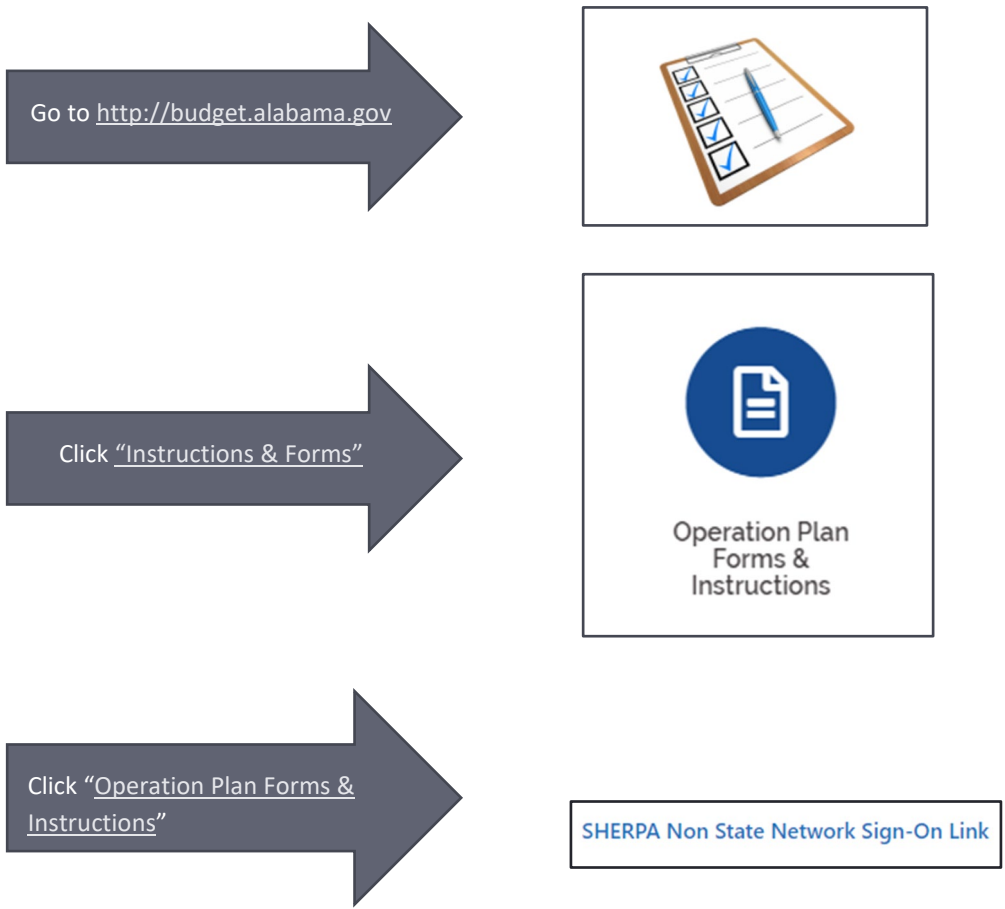 Go to http://budget.alabama.gov
Click “Instructions & Forms”
Operation Plan
Forms &
Instructions
Click “Operation Plan Forms &
Instructions”
SHERPA Non State Network Sign-On Link